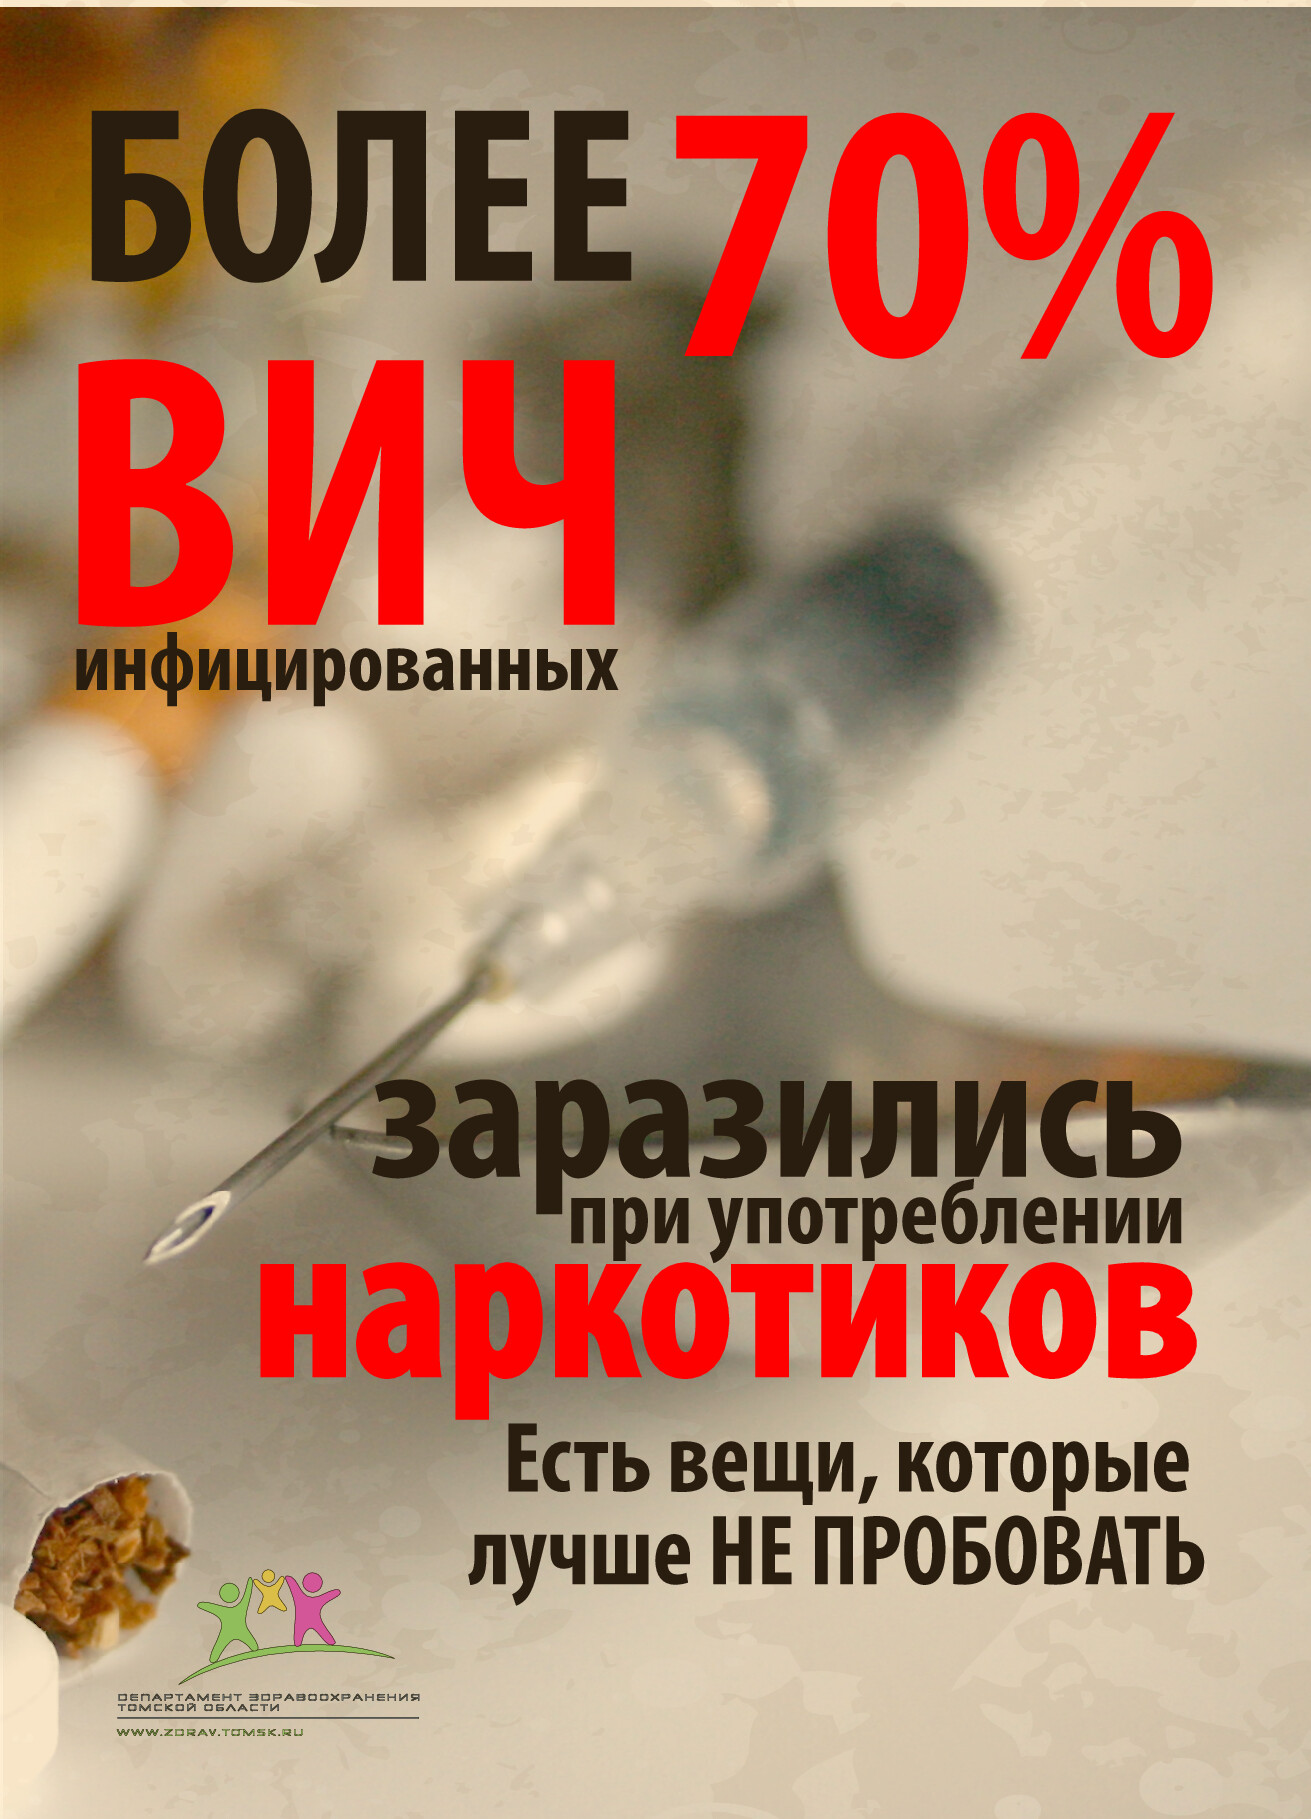 БОЛЕЕ 70%
ВИЧ
инфицированных
заразились
при употреблении
наркотиков
Есть вещи, которые
лучше НЕ ПРОБОВАТЬ
ДЕПАРТАМЕНТ ЗДРАВООХРАНЕНИЯ
ТОМСКОЙ ОБЛАСТИ
WWW.ZDRAV.TOMSK.RU